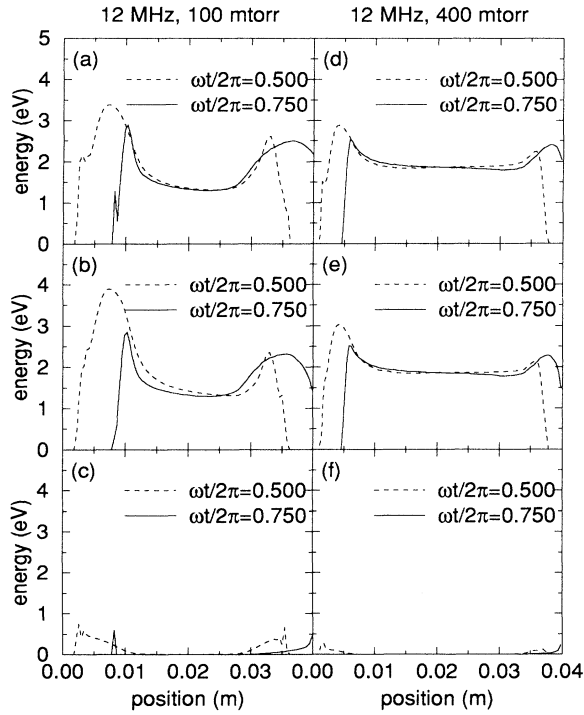 12 MHz, 100 mtorr
12 MHz, 400 mtorr
5
4
3
2
1
0
energy (eV)
(a)
ωt/2π=0.500
ωt/2π=0.750
(d)
ωt/2π=0.500
ωt/2π=0.750
4
3
2
1
0
energy (eV)
(b)
ωt/2π=0.500
ωt/2π=0.750
(e)
ωt/2π=0.500
ωt/2π=0.750
4
3
2
1
0
energy (eV)
(c)
ωt/2π=0.500
ωt/2π=0.750
(f)
ωt/2π=0.500
ωt/2π=0.750
0.00 0.01 0.02 0.03 0.00 0.01 0.02 0.03 0.04
position (m)
position (m)